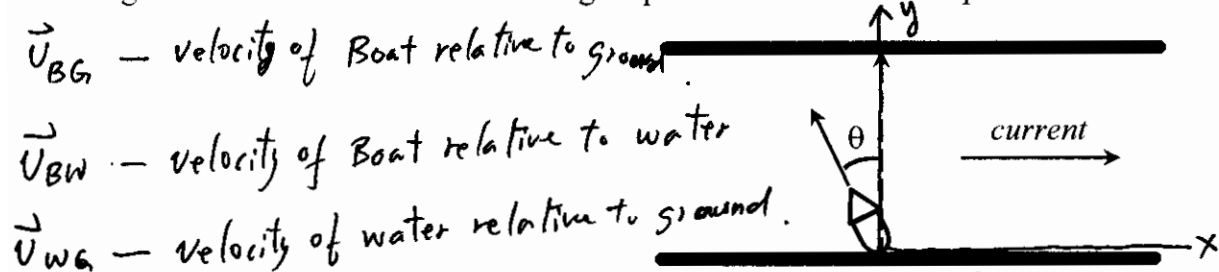 y
v⃗BG — velocity of Boat relative to ground.
v⃗BW — velocity of Boat relative to water
θ
current
v⃗WG — velocity of water relative to ground.
x